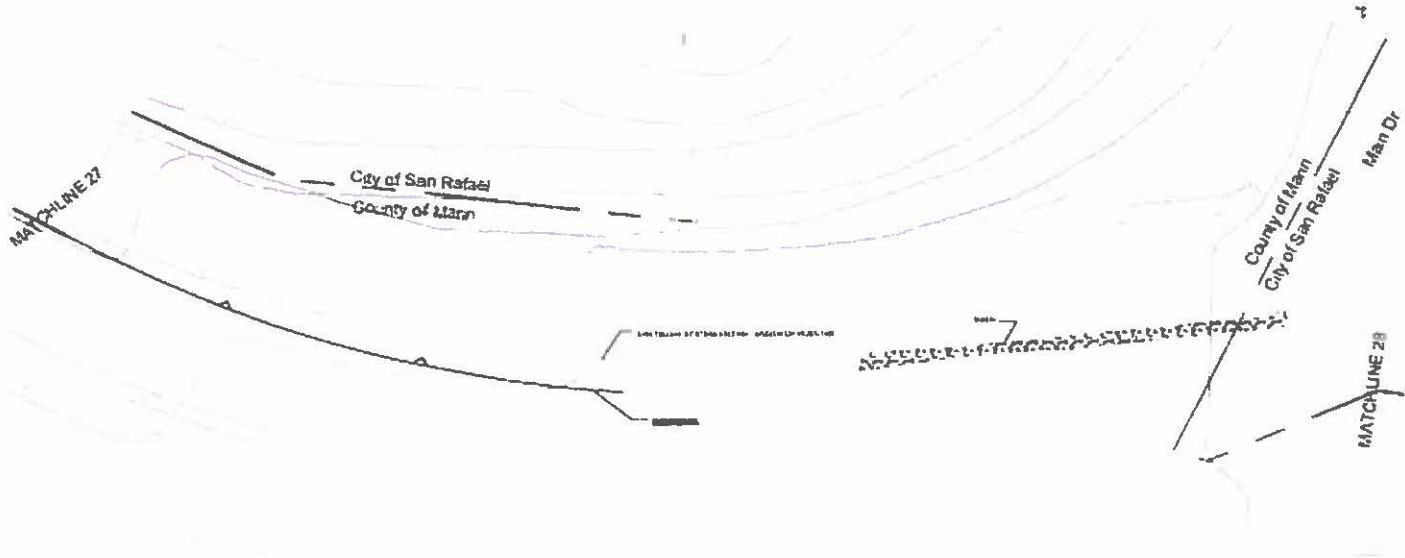 MATCHLINE 27
City of San Rafael
County of Marin
County of Marin
City of San Rafael
Marin Dr
MATCHLINE 28